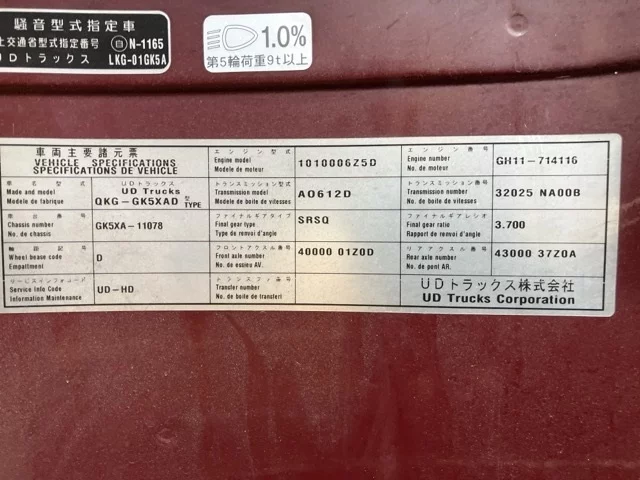 騒音型式指定車
土交通省型式指定番号 自 N-1165
UDトラックス LKG-01GK5A
1.0%
第5輪荷重9t以上
車両主要諸元票
VEHICLE SPECIFICATIONS
SPECIFICATIONS DE VEHICLE
エンジン型式
Engine model
Modele de moteur
1010006Z5D
エンジン番号
Engine number
No. de moteur
GH11-714116
車名型式
Made and model
Modele de fabrique
UDトラックス
UD Trucks
QKG-GK5XAD 型 TYPE
トランスミッション型式
Transmission model
Modele de boite de vitesses
AO612D
トランスミッション番号
Transmission number
No. de boite de vitesses
32025 NA00B
車台番号
Chassis number
No. de chassis
GK5XA-11078
ファイナルギアタイプ
Final gear type
Type de renvoi d'angle
SRSQ
ファイナルギアレシオ
Final gear ratio
Rapport de renvoi d'angle
3.700
軸距記号
Wheel base code
Empattment
D
フロントアクスル番号
Front axle number
No. de essieu AV.
40000 01Z0D
リアアクスル番号
Rear axle number
No. de pont AR.
43000 37Z0A
サービスインフォコード
Service Info Code
Information Maintenance
UD-HD
トランスファ番号
Transfer number
No. de boite de transferl
UDトラックス株式会社
UD Trucks Corporation